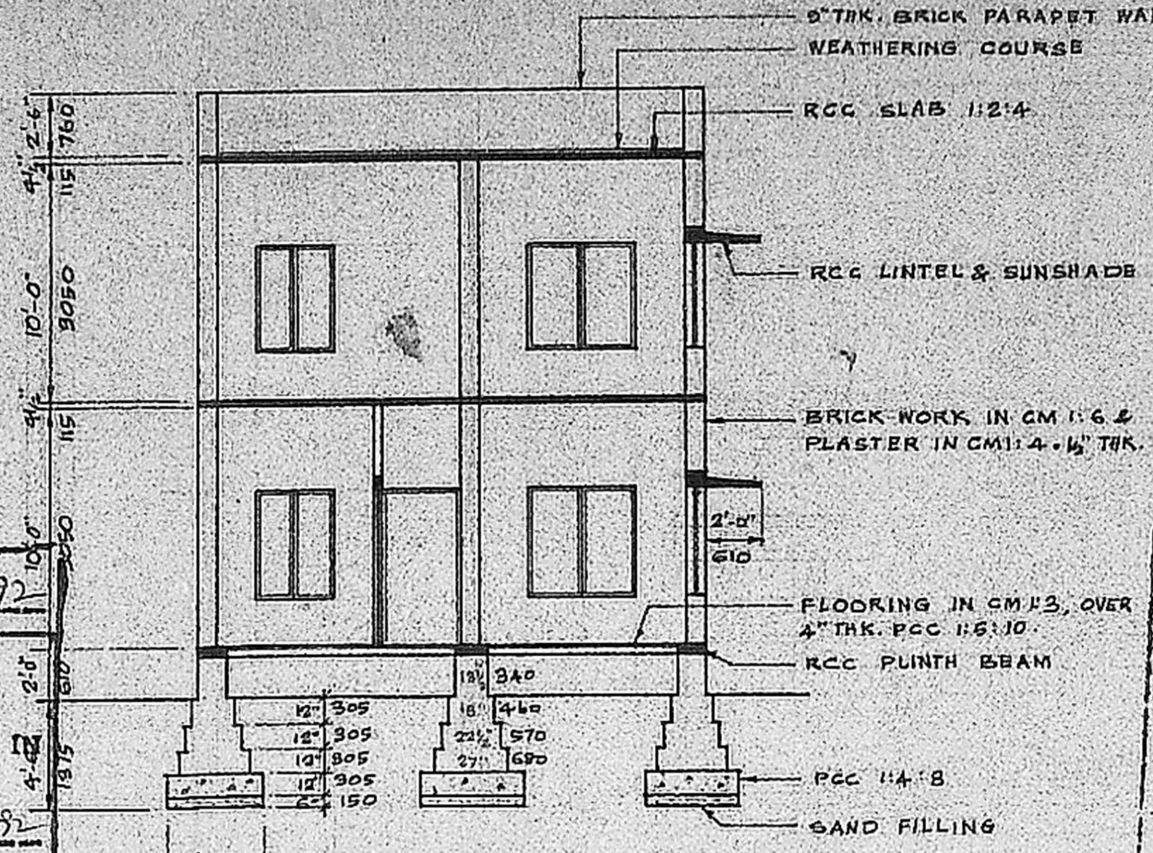 9" THK. BRICK PARAPET
WEATHERING COURSE
RCC SLAB 1:2:4
RCC LINTEL & SUNSHADE
BRICK-WORK IN CM 1:6 &
PLASTER IN CM 1:4. ½" THK.
2'-0"
610
FLOORING IN CM 1:3, OVER
4" THK. PCC 1:5:10.
RCC PLINTH BEAM
PCC 1:4:8
SAND FILLING
2'-6" 760
4½" 115
10'-0" 3050
4½" 115
10'-0" 3050
2'-0" 610
1375
13½" 340
12" 305 18" 460
12" 305 22½" 570
12" 305 27" 680
12" 305
6" 150